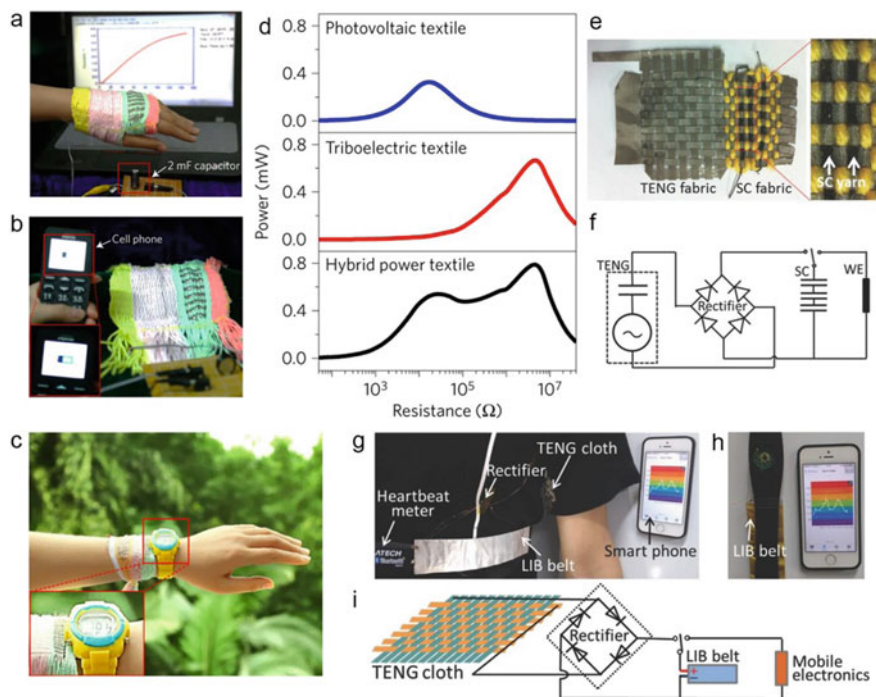 a
2 mF capacitor
b
Cell phone
c
d
Photovoltaic textile
Triboelectric textile
Hybrid power textile
Power (mW)
0.8
0.4
0.0
0.8
0.4
0.0
0.8
0.4
0.0
10³
10⁵
10⁷
Resistance (Ω)
e
TENG fabric
SC fabric
SC yarn
f
TENG
Rectifier
SC
WE
g
Rectifier
TENG cloth
Heartbeat
meter
LIB belt
Smart phone
h
LIB belt
i
TENG cloth
Rectifier
LIB belt
Mobile
electronics